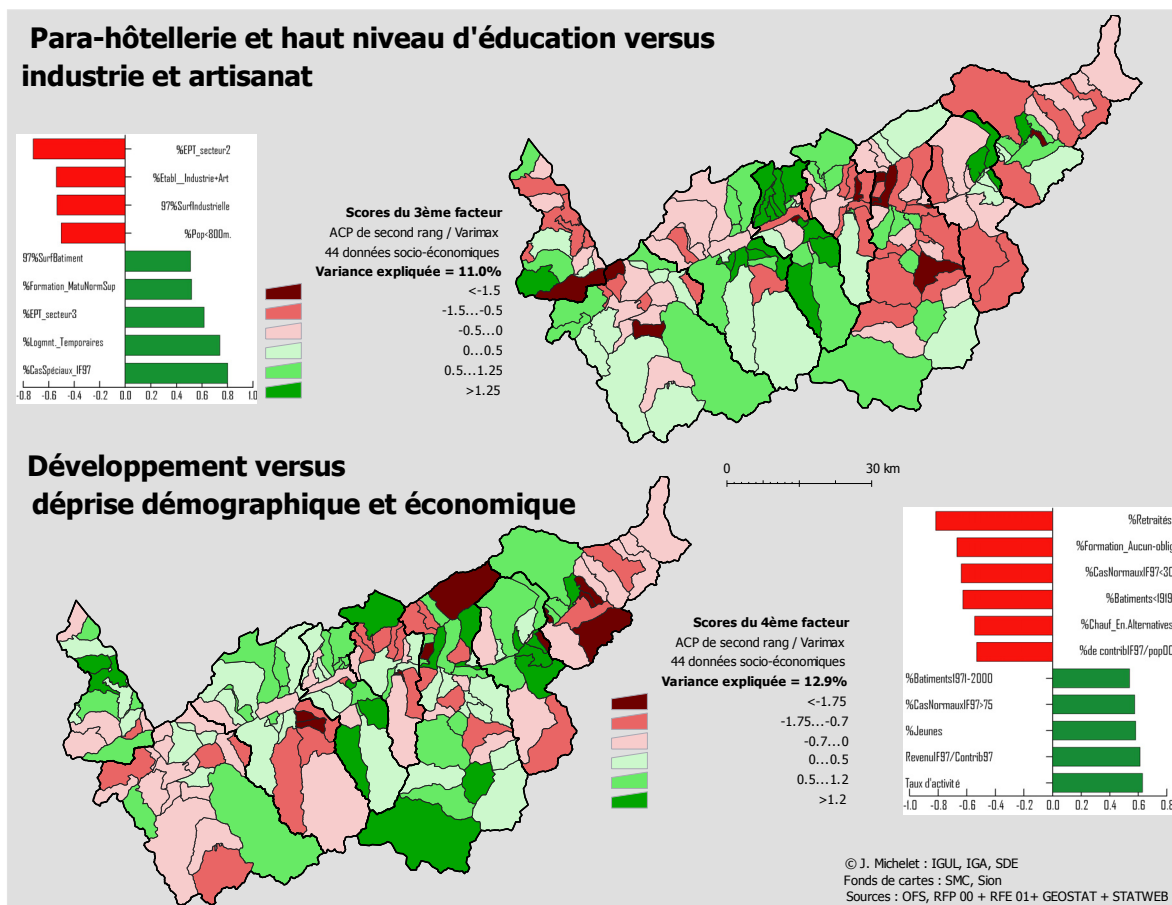 Para-hôtellerie et haut niveau d'éducation versus
industrie et artisanat
%EPT_secteur2
%Etabl__Industrie+Art
97%SurfIndustrielle
%Pop<800m.
97%SurfBatiment
%Formation_MatuNormSup
%EPT_secteur3
%Logmnt._Temporaires
%CasSpéciaux_IF97
-0.8 -0.6 -0.4 -0.2 0.0 0.2 0.4 0.6 0.8 1.0
Scores du 3ème facteur
ACP de second rang / Varimax
44 données socio-économiques
Variance expliquée = 11.0%
<-1.5
-1.5...-0.5
-0.5...0
0...0.5
0.5...1.25
>1.25
Développement versus
déprise démographique et économique
0 30 km
%Retraités
%Formation_Aucun-oblig
%CasNormauxIF97<30
%Batiments<1919
%Chauf_En.Alternatives
%de contribIF97/pop00
%Batiments1971-2000
%CasNormauxIF97>75
%Jeunes
RevenuIF97/Contrib97
Taux d'activité
-1.0 -0.8 -0.6 -0.4 -0.2 0.0 0.2 0.4 0.6 0.8
Scores du 4ème facteur
ACP de second rang / Varimax
44 données socio-économiques
Variance expliquée = 12.9%
<-1.75
-1.75...-0.7
-0.7...0
0...0.5
0.5...1.2
>1.2
© J. Michelet : IGUL, IGA, SDE
Fonds de cartes : SMC, Sion
Sources : OFS, RFP 00 + RFE 01+ GEOSTAT + STATWEB